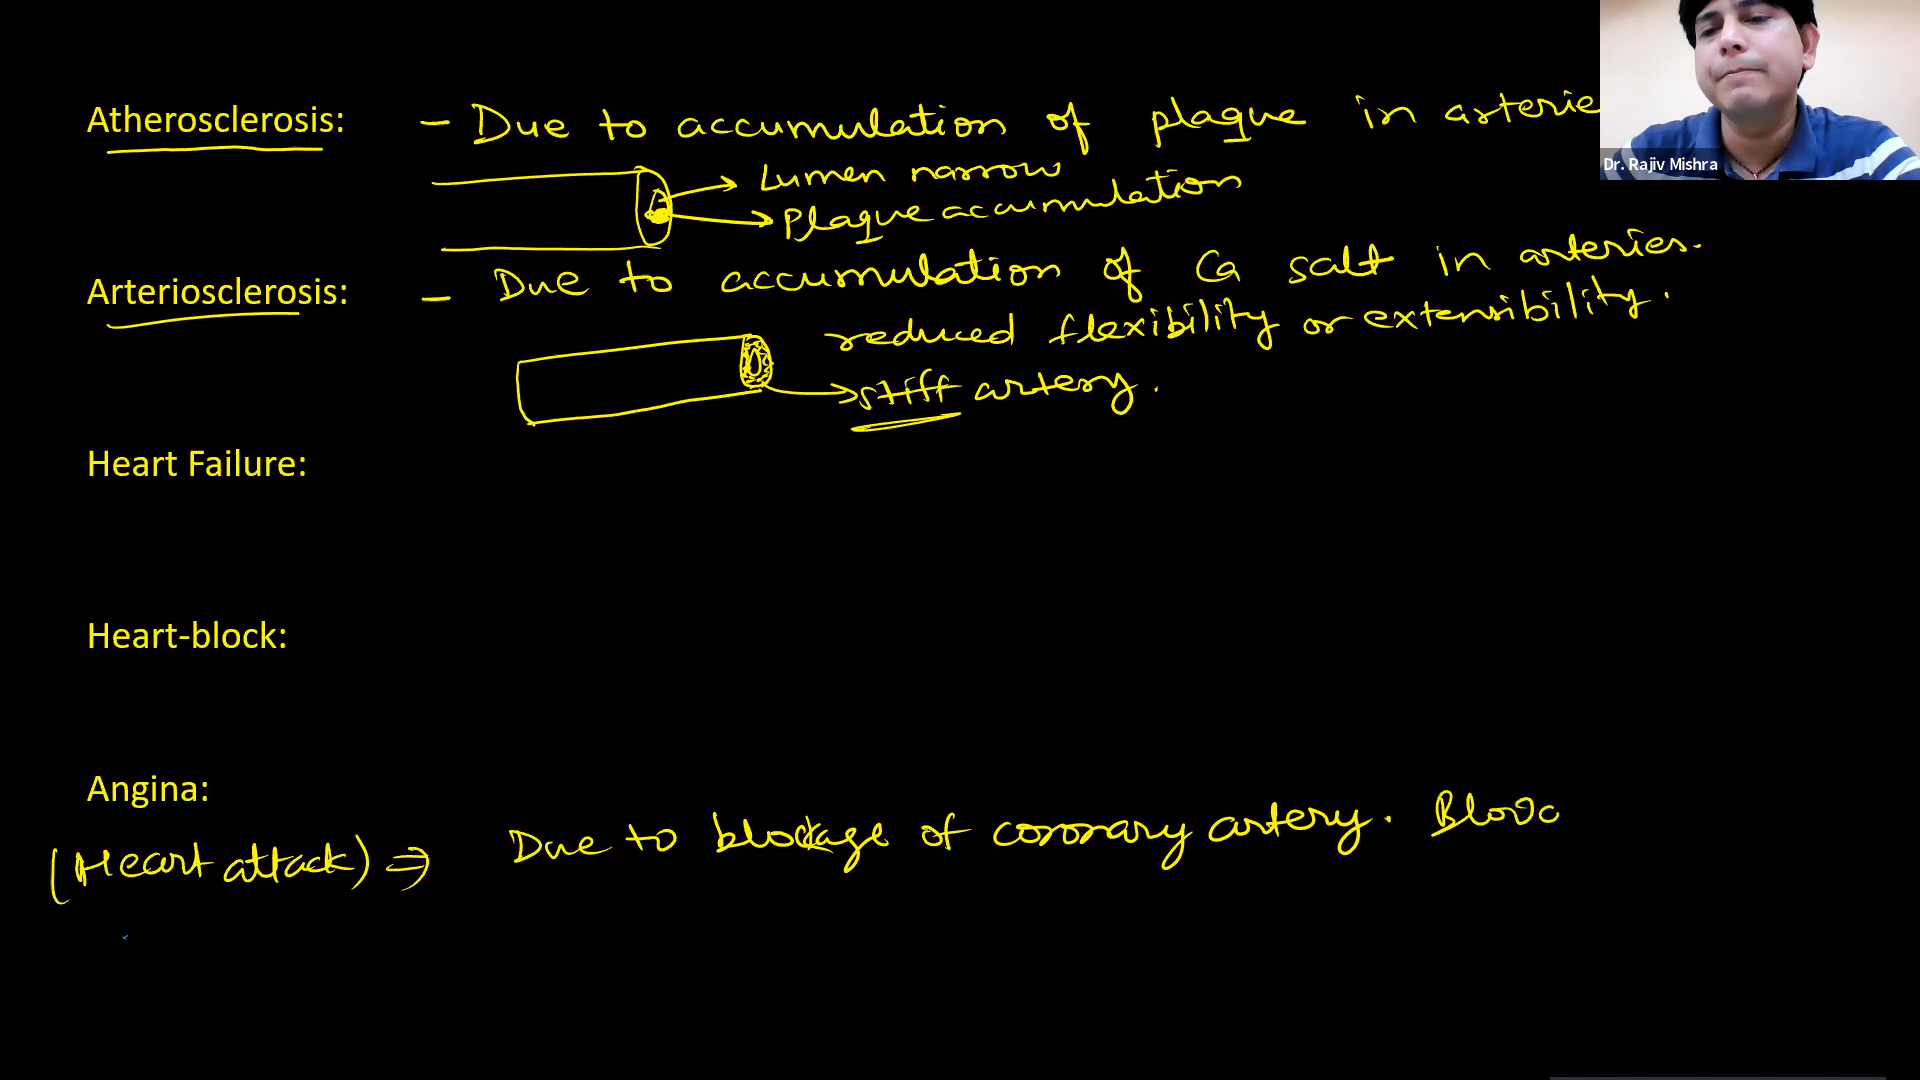 Atherosclerosis: - Due to accumulation of plaque in arterie
Dr. Rajiv Mishra
Lumen narrow
Plaque accumulation
Arteriosclerosis: - Due to accumulation of Ca salt in arteries.
reduced flexibility or extensibility.
stiff artery.
Heart Failure:
Heart-block:
Angina:
(Heart attack) ⇒ Due to blockage of coronary artery. Blood